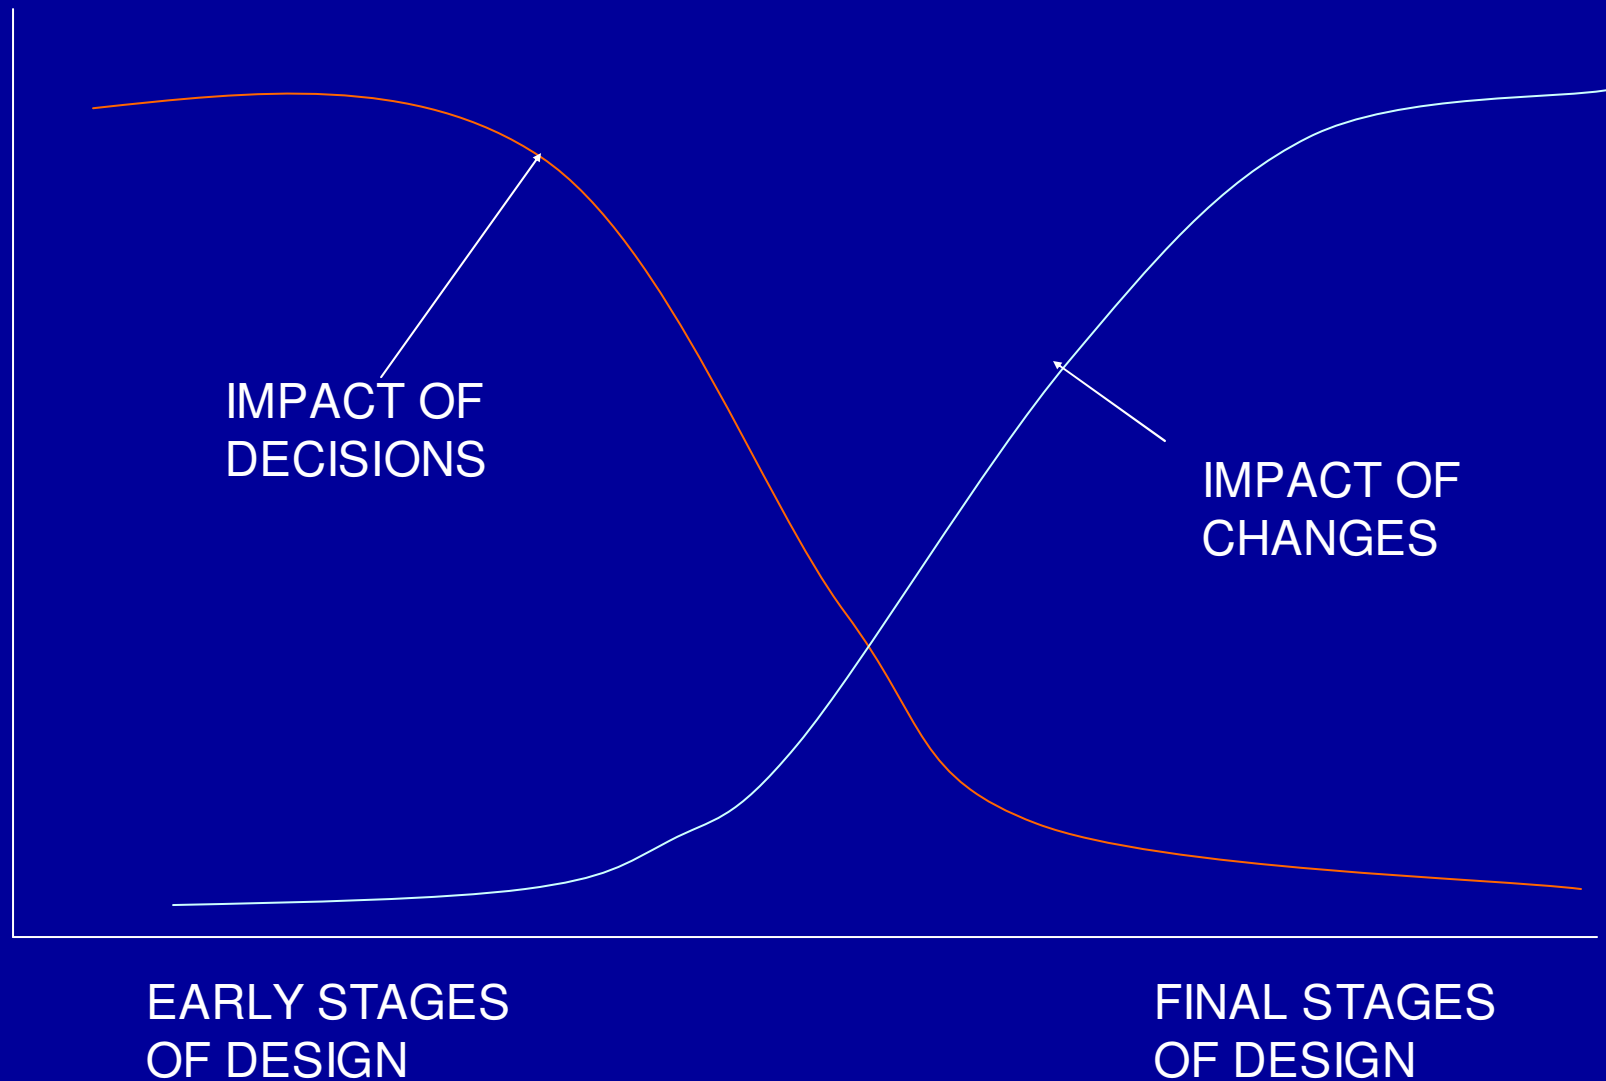 IMPACT OF
DECISIONS
IMPACT OF
CHANGES
EARLY STAGES
OF DESIGN
FINAL STAGES
OF DESIGN